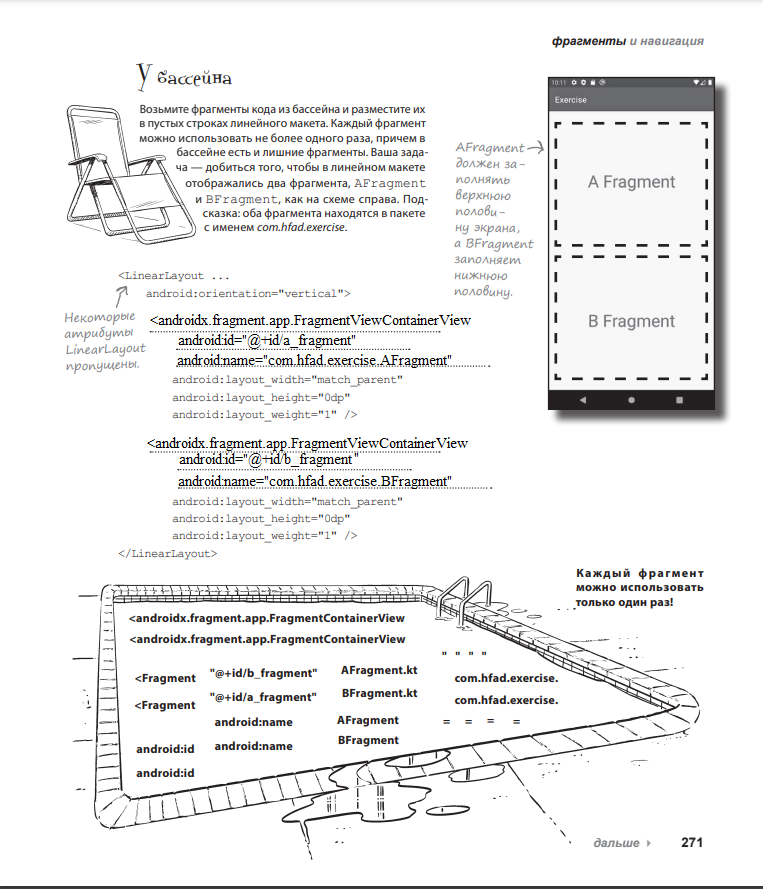 фрагменты и навигация
У бассейна
Возьмите фрагменты кода из бассейна и разместите их
в пустых строках линейного макета. Каждый фрагмент
можно использовать не более одного раза, причем в
бассейне есть и лишние фрагменты. Ваша зада-
ча — добиться того, чтобы в линейном макете
отображались два фрагмента, AFragment
и BFragment, как на схеме справа. Под-
сказка: оба фрагмента находятся в пакете
с именем com.hfad.exercise.
AFragment
должен за-
полнять
верхнюю
полови-
ну экрана,
а BFragment
заполняет
нижнюю
половину.
10:11
Exercise
A Fragment
B Fragment
<LinearLayout ...
android:orientation="vertical">
Некоторые
атрибуты
LinearLayout
пропущены.
<androidx.fragment.app.FragmentViewContainerView
android:id="@+id/a_fragment"
android:name="com.hfad.exercise.AFragment"
android:layout_width="match_parent"
android:layout_height="0dp"
android:layout_weight="1" />
<androidx.fragment.app.FragmentViewContainerView
android:id="@+id/b_fragment"
android:name="com.hfad.exercise.BFragment"
android:layout_width="match_parent"
android:layout_height="0dp"
android:layout_weight="1" />
</LinearLayout>
Каждый фрагмент
можно использовать
только один раз!
<androidx.fragment.app.FragmentContainerView
<androidx.fragment.app.FragmentContainerView
" " " "
<Fragment "@+id/b_fragment" AFragment.kt com.hfad.exercise.
<Fragment "@+id/a_fragment" BFragment.kt com.hfad.exercise.
android:name AFragment = = = =
android:id android:name BFragment
android:id
дальше 271